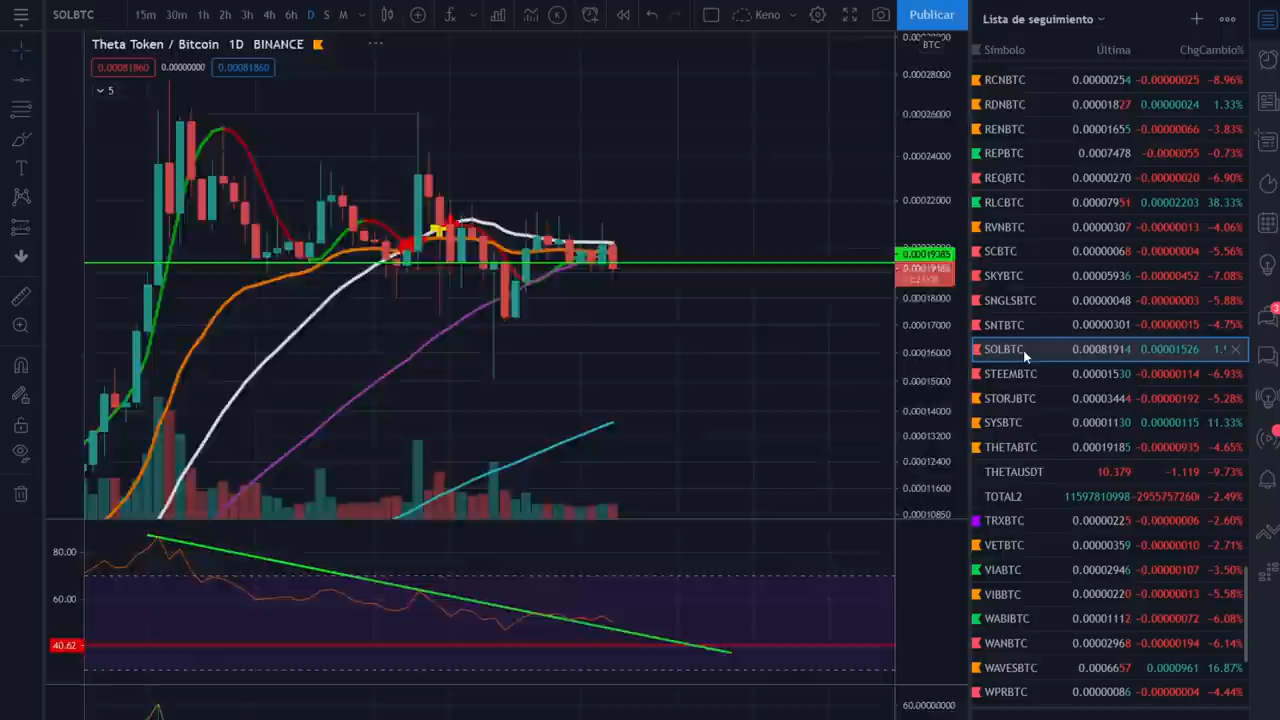 SOLBTC 15m 30m 1h 2h 3h 4h 6h D S M Keno Publicar
Lista de seguimiento
Símbolo Última ChgCambio%
Theta Token / Bitcoin 1D BINANCE
0.00081860 0.00000000 0.00081860
5
BTC
0.00028000
0.00026000
0.00024000
0.00022000
0.00019385
0.00018000
0.00017000
0.00016000
0.00015000
0.00014000
0.00013200
0.00012400
0.00011600
0.00010850
80.00
60.00
40.62
60.00000000
RCNBTC 0.00000254 −0.00000025 −8.96%
RDNBTC 0.00001827 0.00000024 1.33%
RENBTC 0.00001655 −0.00000066 −3.83%
REPBTC 0.0007478 −0.0000055 −0.73%
REQBTC 0.00000270 −0.00000020 −6.90%
RLCBTC 0.00007951 0.00002203 38.33%
RVNBTC 0.00000307 −0.00000013 −4.06%
SCBTC 0.00000068 −0.00000004 −5.56%
SKYBTC 0.00005936 −0.00000452 −7.08%
SNGLSBTC 0.00000048 −0.00000003 −5.88%
SNTBTC 0.00000301 −0.00000015 −4.75%
SOLBTC 0.00081914 0.00001526
STEEMBTC 0.00001530 −0.00000114 −6.93%
STORJBTC 0.00003444 −0.00000192 −5.28%
SYSBTC 0.00001130 0.00000115 11.33%
THETABTC 0.00019185 −0.00000935 −4.65%
THETAUSDT 10.379 −1.119 −9.73%
TOTAL2 11597810998 −2955757260 −2.49%
TRXBTC 0.00000225 −0.00000006 −2.60%
VETBTC 0.00000359 −0.00000010 −2.71%
VIABTC 0.00002946 −0.00000107 −3.50%
VIBBTC 0.00000220 −0.00000013 −5.58%
WABIBTC 0.00001112 −0.00000072 −6.08%
WANBTC 0.00002968 −0.00000194 −6.14%
WAVESBTC 0.0006657 0.0000961 16.87%
WPRBTC 0.00000086 −0.00000004 −4.44%